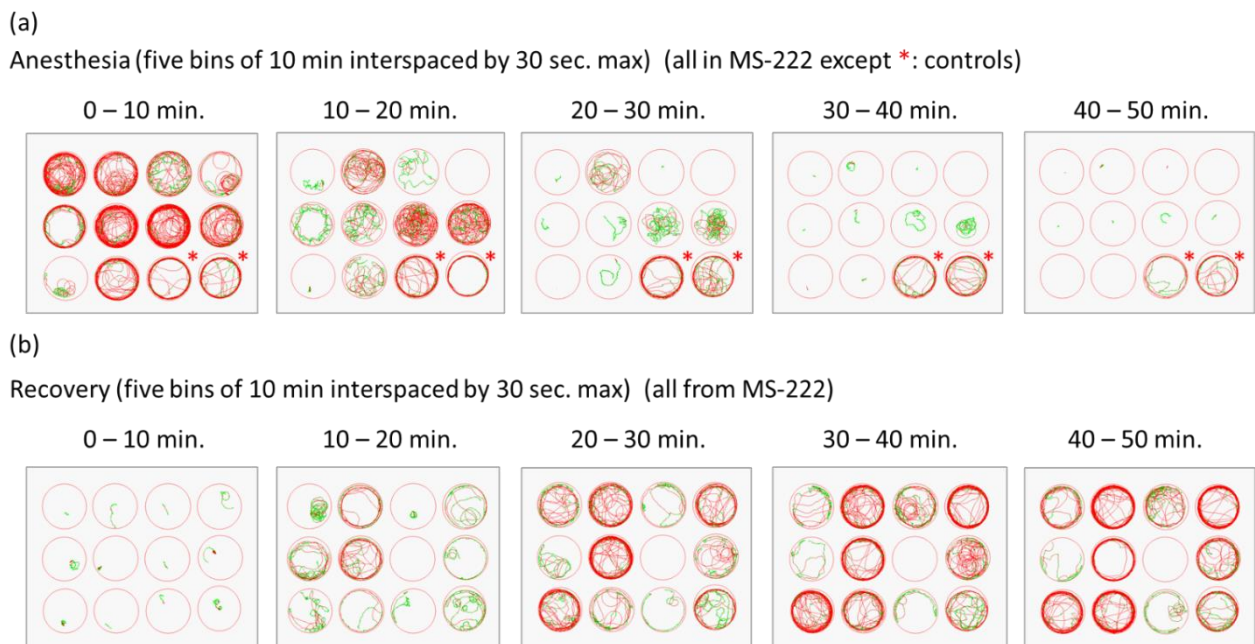 (a)
Anesthesia (five bins of 10 min interspaced by 30 sec. max) (all in MS-222 except *: controls)
0 – 10 min. 10 – 20 min. 20 – 30 min. 30 – 40 min. 40 – 50 min.
* * * * * * * * * *
(b)
Recovery (five bins of 10 min interspaced by 30 sec. max) (all from MS-222)
0 – 10 min. 10 – 20 min. 20 – 30 min. 30 – 40 min. 40 – 50 min.